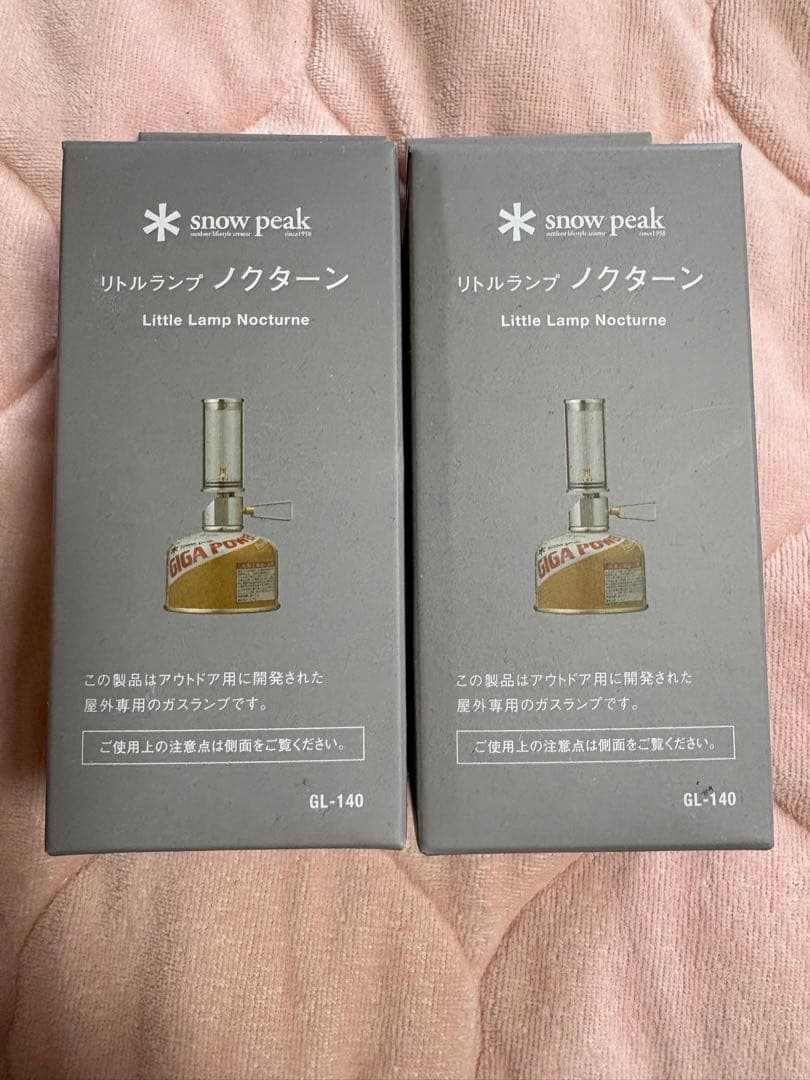 snow peak
outdoor lifestyle creator since1958
リトルランプ ノクターン
Little Lamp Nocturne
snow peak
GIGA POWER
この製品はアウトドア用に開発された
屋外専用のガスランプです。
ご使用上の注意点は側面をご覧ください。
GL-140
snow peak
outdoor lifestyle creator since1958
リトルランプ ノクターン
Little Lamp Nocturne
snow peak
GIGA POWER
この製品はアウトドア用に開発された
屋外専用のガスランプです。
ご使用上の注意点は側面をご覧ください。
GL-140